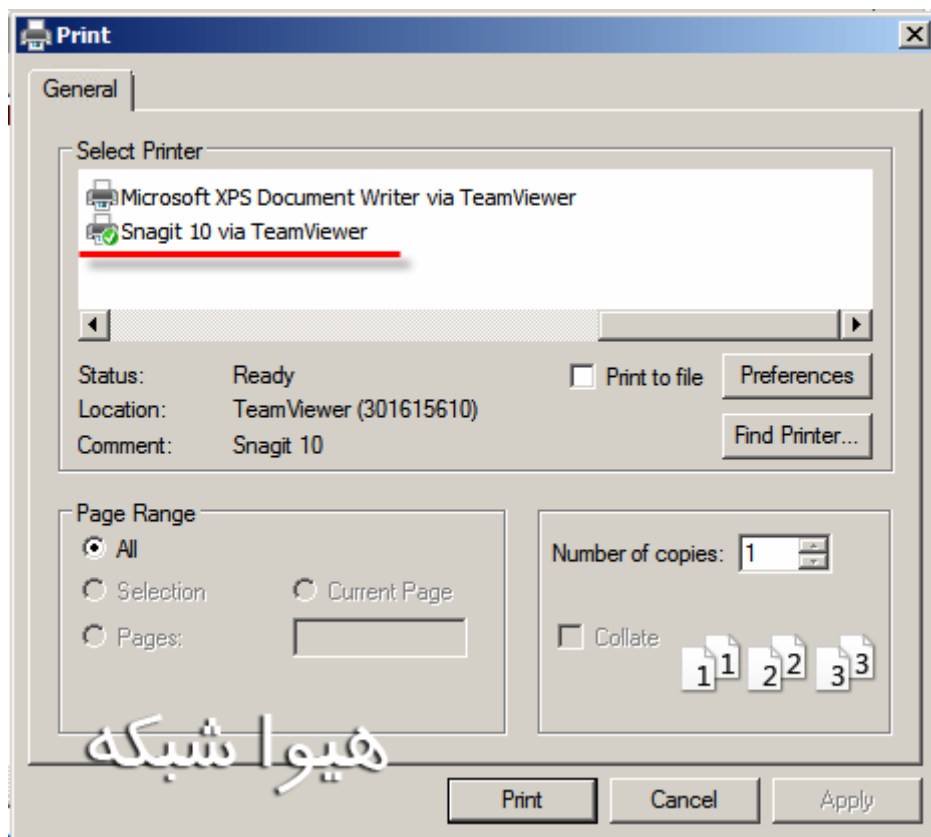 Print
General
Select Printer
Microsoft XPS Document Writer via TeamViewer
Snagit 10 via TeamViewer
Status: Ready
Print to file
Preferences
Location: TeamViewer (301615610)
Comment: Snagit 10
Find Printer...
Page Range
All
Selection
Current Page
Pages:
Number of copies: 1
Collate
1 1 2 2 3 3
هیوا شبکه
Print
Cancel
Apply